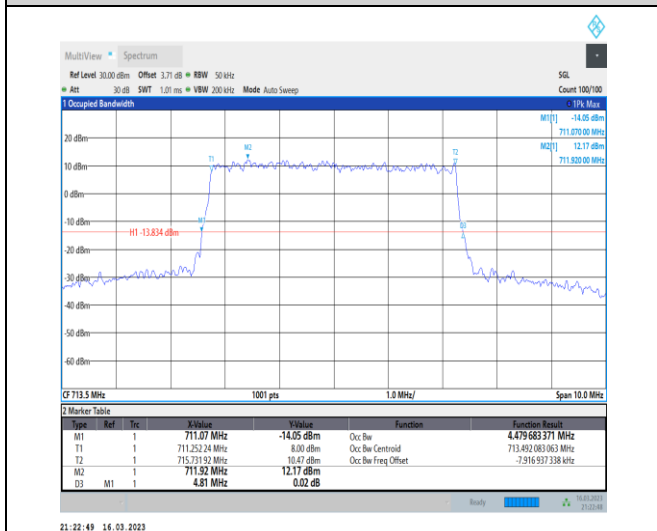 MultiView Spectrum
Ref Level 30.00 dBm Offset 3.71 dB RBW 50 kHz SGL
Att 30 dB SWT 1.01 ms VBW 200 kHz Mode Auto Sweep Count 100/100
1 Occupied Bandwidth 1Pk Max
M1[1] -14.05 dBm
711.07000 MHz
M2[1] 12.17 dBm
711.92000 MHz
20 dBm
M2
T1
T2
10 dBm
0 dBm
-10 dBm
M1
D3
H1 -13.834 dBm
-20 dBm
-30 dBm
-40 dBm
-50 dBm
-60 dBm
CF 713.5 MHz 1001 pts 1.0 MHz/ Span 10.0 MHz
2 Marker Table
Type Ref Trc X-Value Y-Value Function Function Result
M1 1 711.07 MHz -14.05 dBm Occ Bw 4.479 683 371 MHz
T1 1 711.252 24 MHz 8.00 dBm Occ Bw Centroid 713.492 083 063 MHz
T2 1 715.731 92 MHz 10.47 dBm Occ Bw Freq Offset -7.916 937 338 kHz
M2 1 711.92 MHz 12.17 dBm
D3 M1 1 4.81 MHz 0.02 dB
Ready 16.03.2023
21:22:48
21:22:49 16.03.2023